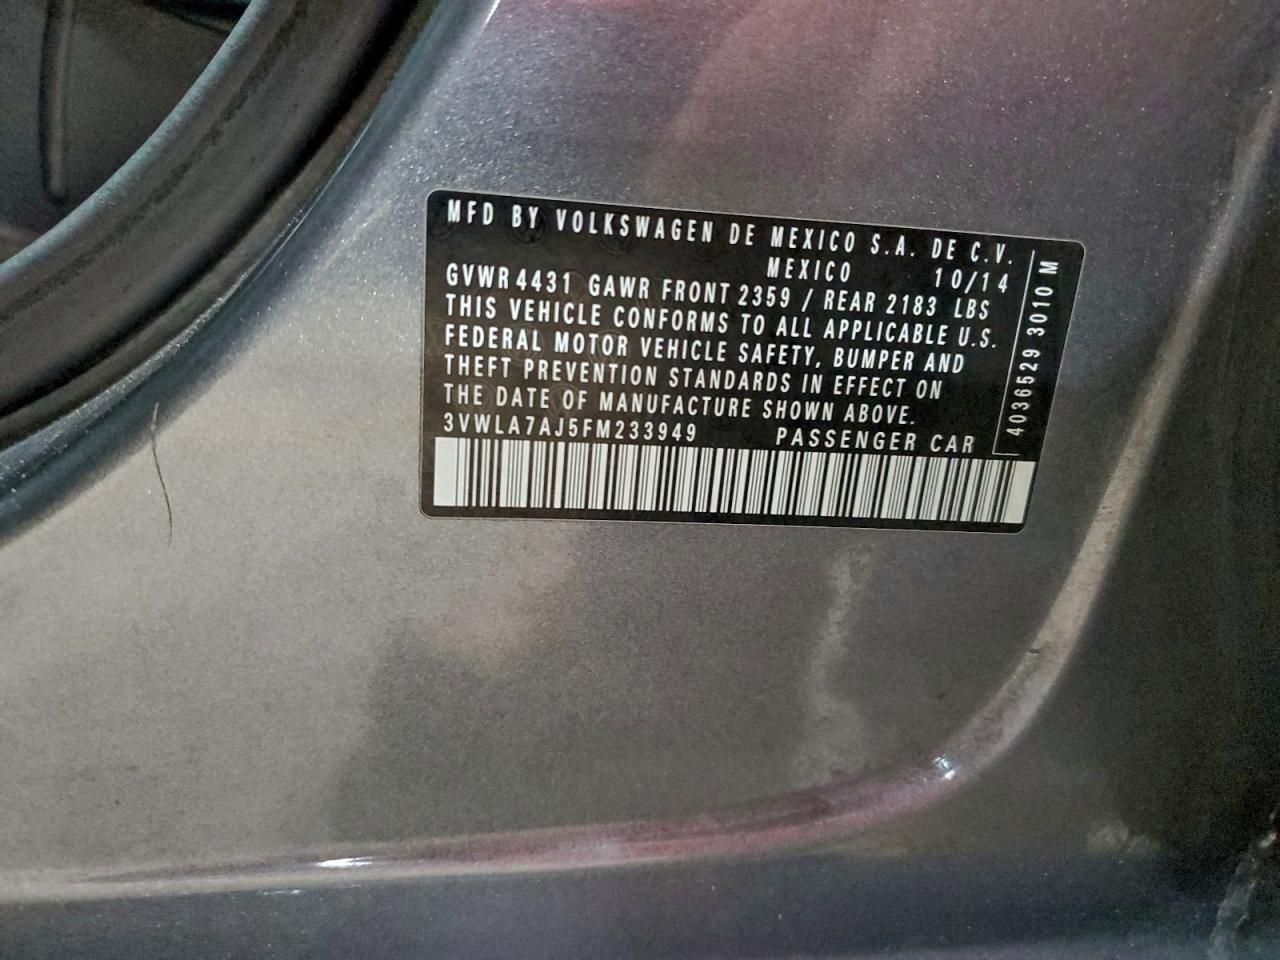 MFD BY VOLKSWAGEN DE MEXICO S.A. DE C.V.
MEXICO 10/14
GVWR 4431 GAWR FRONT 2359 / REAR 2183 LBS
THIS VEHICLE CONFORMS TO ALL APPLICABLE U.S.
FEDERAL MOTOR VEHICLE SAFETY, BUMPER AND
THEFT PREVENTION STANDARDS IN EFFECT ON
THE DATE OF MANUFACTURE SHOWN ABOVE.
3VWLA7AJ5FM233949 PASSENGER CAR
4036529 3010 M